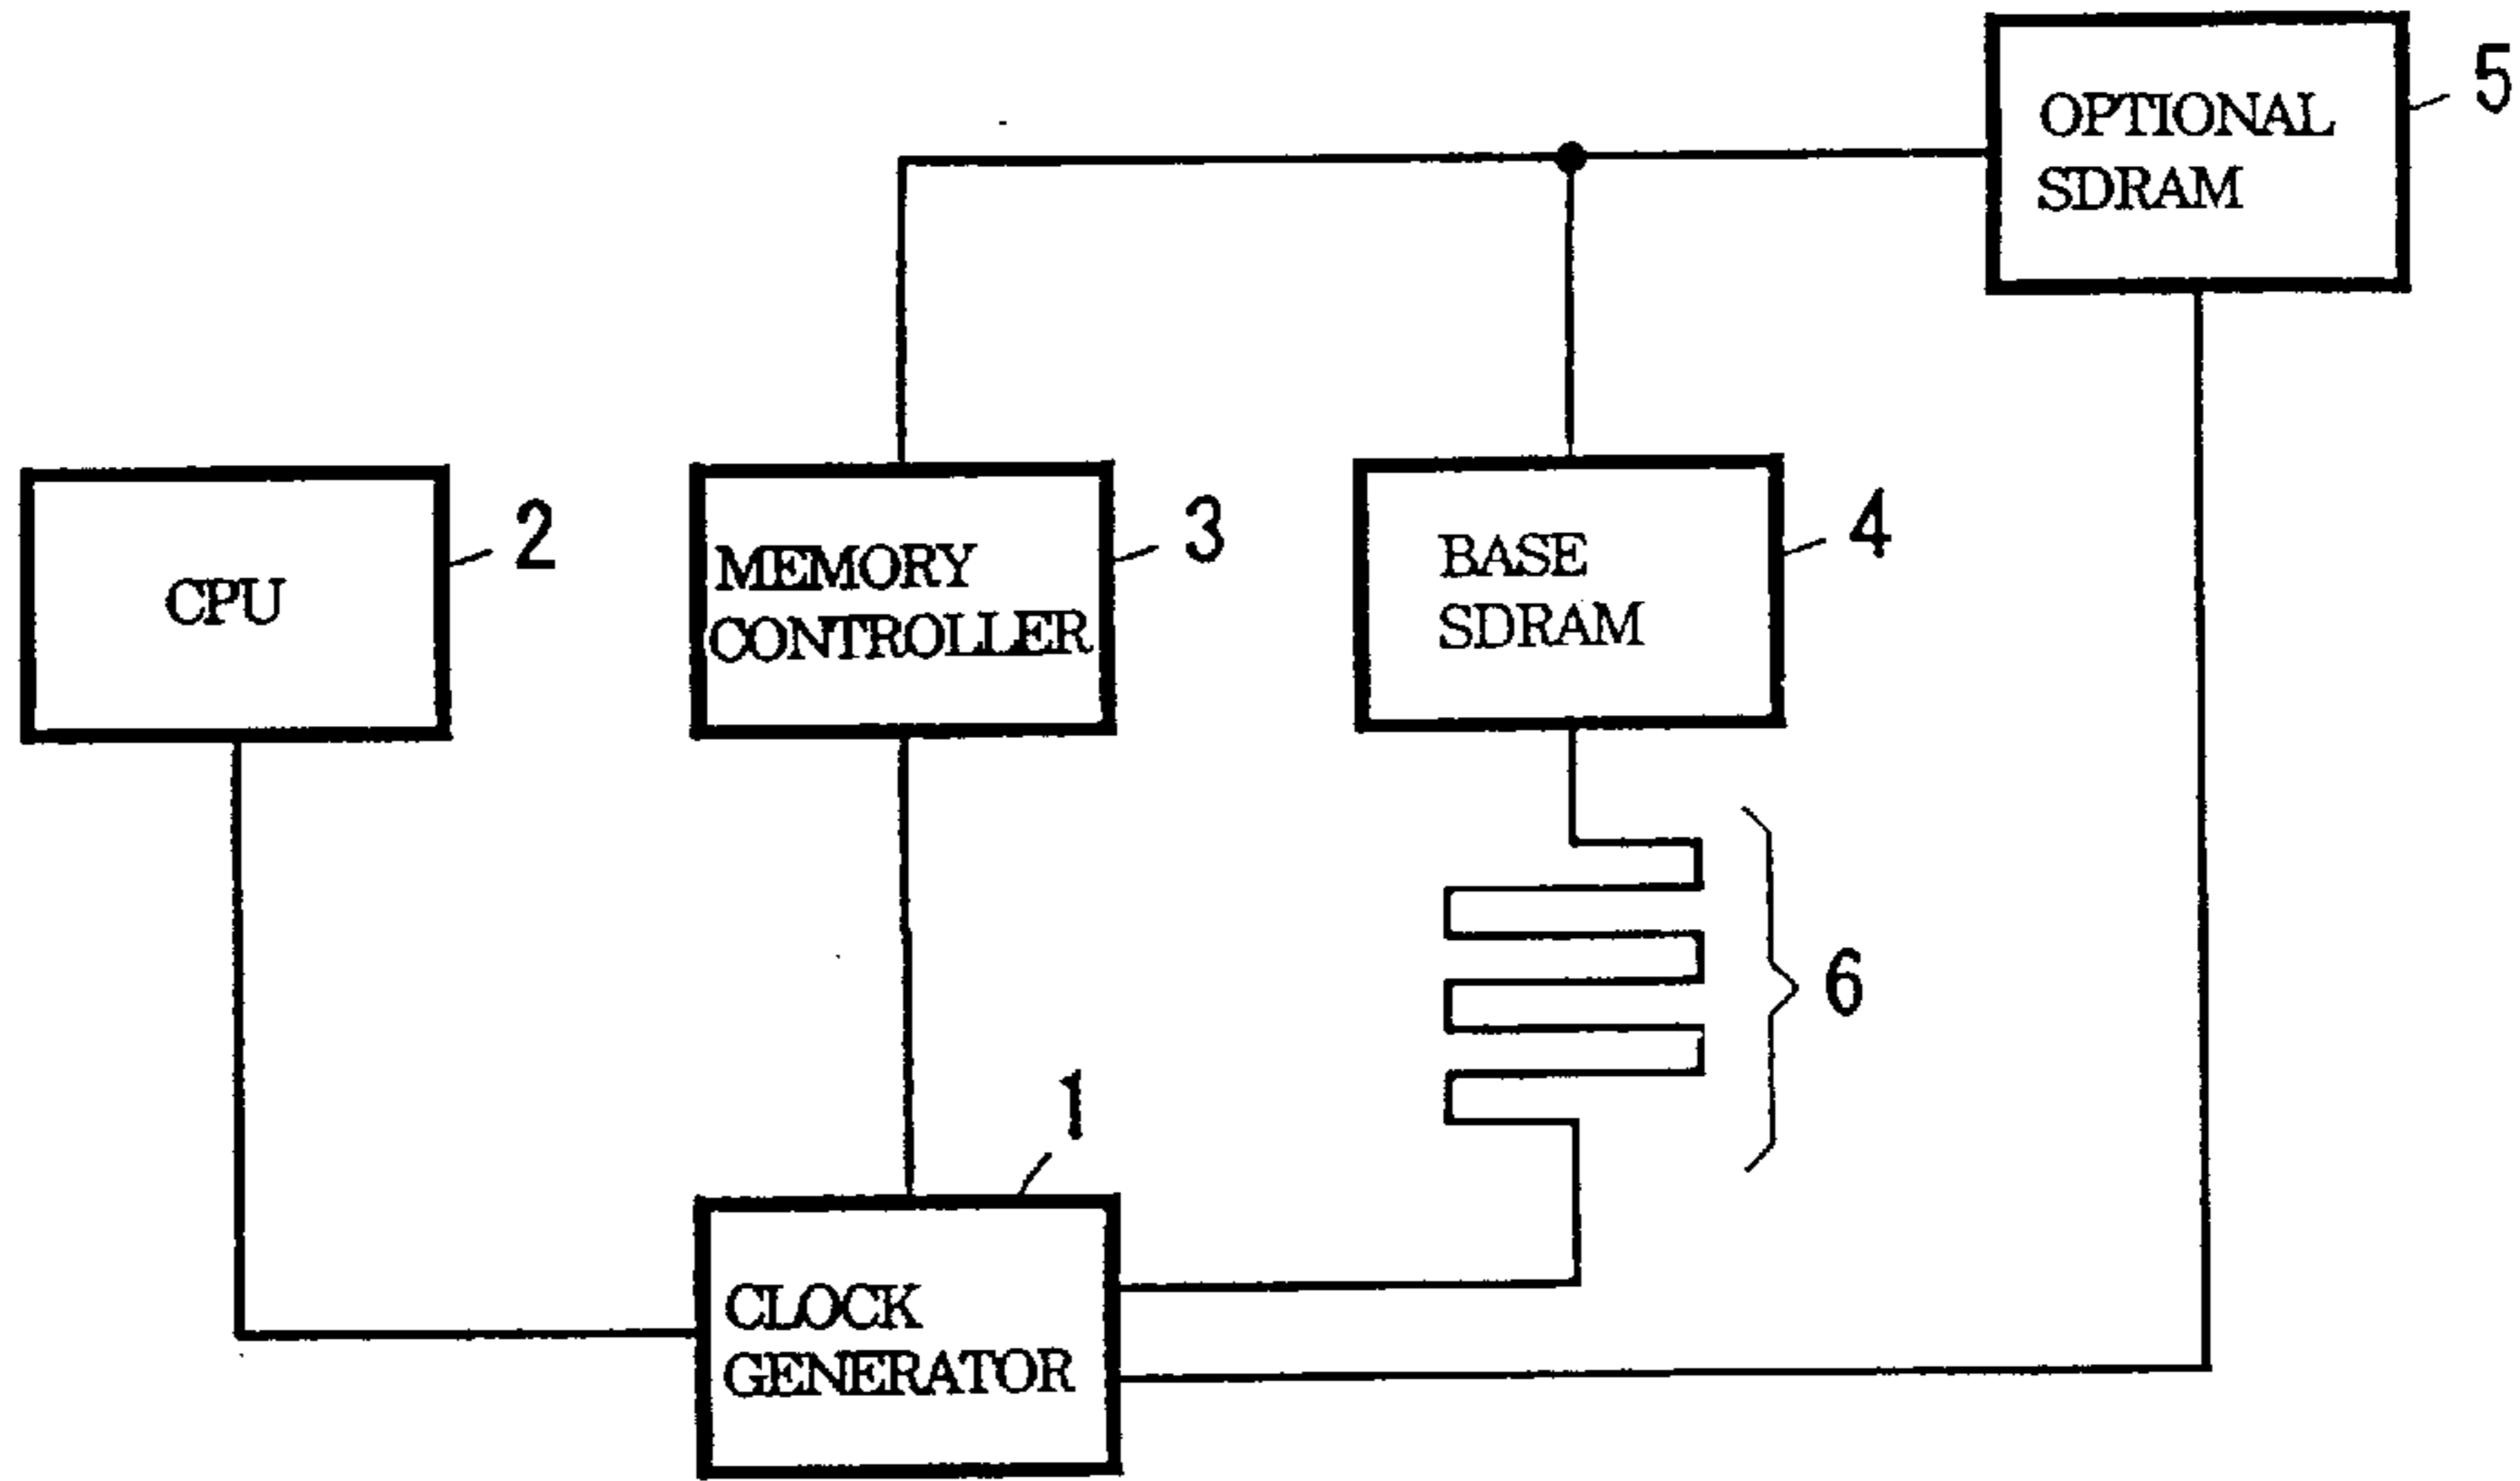 OPTIONAL
SDRAM
5
CPU
2
MEMORY
CONTROLLER
3
BASE
SDRAM
4
6
1
CLOCK
GENERATOR